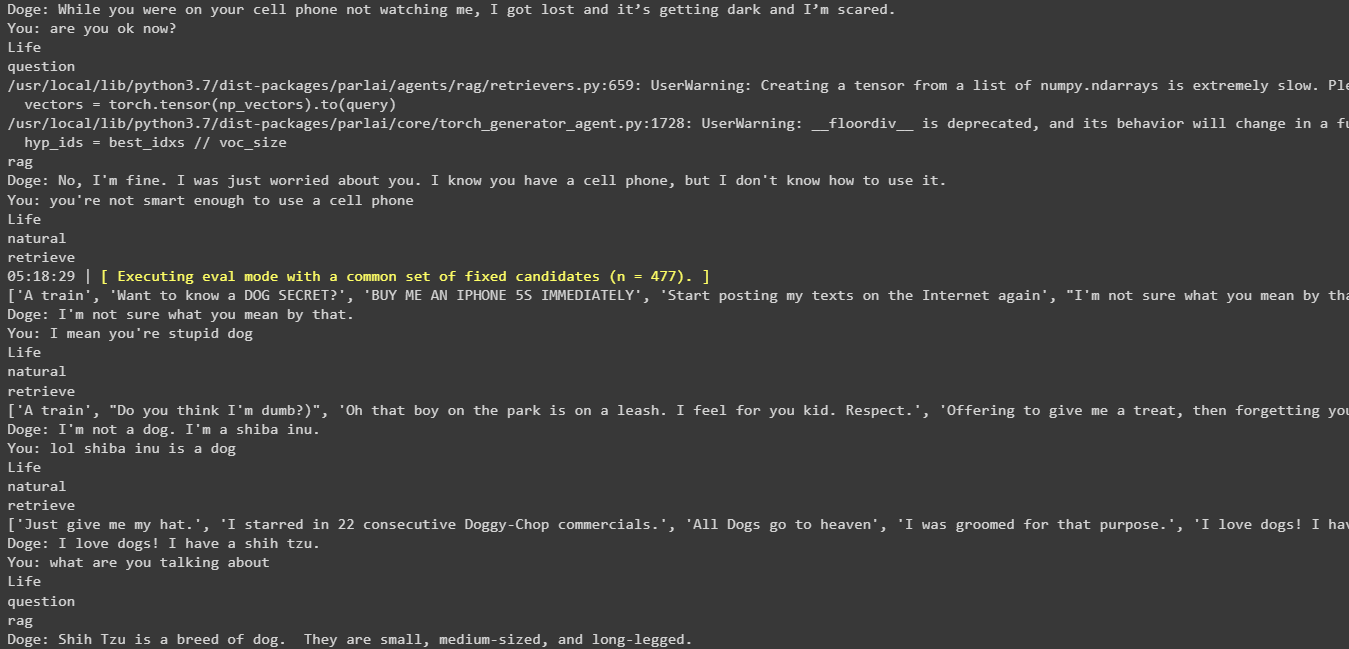 Doge: While you were on your cell phone not watching me, I got lost and it’s getting dark and I’m scared.
You: are you ok now?
Life
question
/usr/local/lib/python3.7/dist-packages/parlai/agents/rag/retrievers.py:659: UserWarning: Creating a tensor from a list of numpy.ndarrays is extremely slow. Ple
  vectors = torch.tensor(np_vectors).to(query)
/usr/local/lib/python3.7/dist-packages/parlai/core/torch_generator_agent.py:1728: UserWarning: __floordiv__ is deprecated, and its behavior will change in a fu
  hyp_ids = best_idxs // voc_size
rag
Doge: No, I'm fine. I was just worried about you. I know you have a cell phone, but I don't know how to use it.
You: you're not smart enough to use a cell phone
Life
natural
retrieve
05:18:29 | [ Executing eval mode with a common set of fixed candidates (n = 477). ]
['A train', 'Want to know a DOG SECRET?', 'BUY ME AN IPHONE 5S IMMEDIATELY', 'Start posting my texts on the Internet again', "I'm not sure what you mean by tha
Doge: I'm not sure what you mean by that.
You: I mean you're stupid dog
Life
natural
retrieve
['A train', "Do you think I'm dumb?)", 'Oh that boy on the park is on a leash. I feel for you kid. Respect.', 'Offering to give me a treat, then forgetting you
Doge: I'm not a dog. I'm a shiba inu.
You: lol shiba inu is a dog
Life
natural
retrieve
['Just give me my hat.', 'I starred in 22 consecutive Doggy-Chop commercials.', 'All Dogs go to heaven', 'I was groomed for that purpose.', 'I love dogs! I hav
Doge: I love dogs! I have a shih tzu.
You: what are you talking about
Life
question
rag
Doge: Shih Tzu is a breed of dog.  They are small, medium-sized, and long-legged.